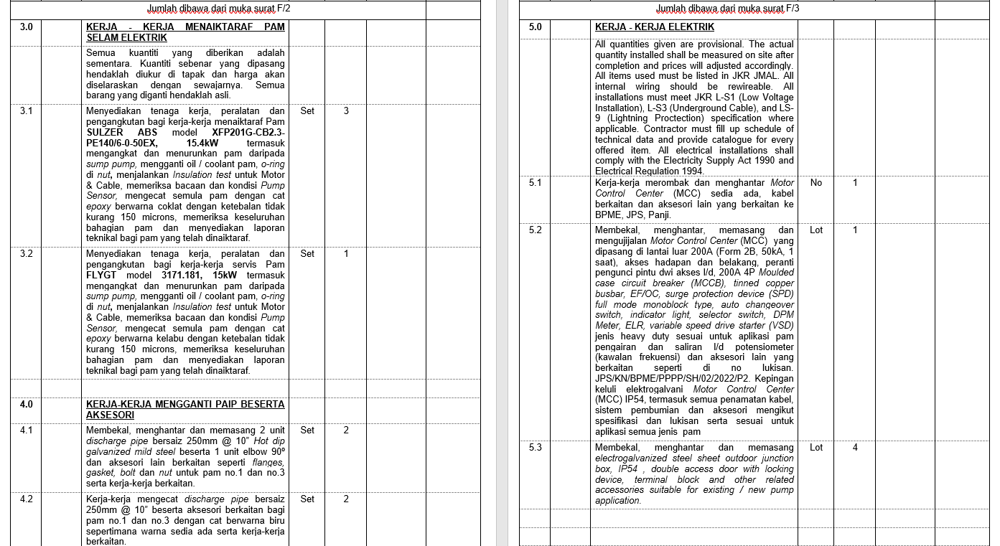 Jumlah dibawa dari muka surat F/2
3.0 KERJA - KERJA MENAIKTARAF PAM
SELAM ELEKTRIK
Semua kuantiti yang diberikan adalah
sementara. Kuantiti sebenar yang dipasang
hendaklah diukur di tapak dan harga akan
diselaraskan dengan sewajarnya. Semua
barang yang diganti hendaklah asli.
3.1 Menyediakan tenaga kerja, peralatan dan Set 3
pengangkutan bagi kerja-kerja menaiktaraf Pam
SULZER ABS model XFP201G-CB2.3-
PE140/6-0-50EX, 15.4kW termasuk
mengangkat dan menurunkan pam daripada
sump pump, mengganti oil / coolant pam, o-ring
di nut, menjalankan Insulation test untuk Motor
& Cable, memeriksa bacaan dan kondisi Pump
Sensor, mengecat semula pam dengan cat
epoxy berwarna coklat dengan ketebalan tidak
kurang 150 microns, memeriksa keseluruhan
bahagian pam dan menyediakan laporan
teknikal bagi pam yang telah dinaiktaraf.
3.2 Menyediakan tenaga kerja, peralatan dan Set 1
pengangkutan bagi kerja-kerja servis Pam
FLYGT model 3171.181, 15kW termasuk
mengangkat dan menurunkan pam daripada
sump pump, mengganti oil / coolant pam, o-ring
di nut, menjalankan Insulation test untuk Motor
& Cable, memeriksa bacaan dan kondisi Pump
Sensor, mengecat semula pam dengan cat
epoxy berwarna kelabu dengan ketebalan tidak
kurang 150 microns, memeriksa keseluruhan
bahagian pam dan menyediakan laporan
teknikal bagi pam yang telah dinaiktaraf.
4.0 KERJA-KERJA MENGGANTI PAIP BESERTA
AKSESORI
4.1 Membekal, menghantar dan memasang 2 unit Set 2
discharge pipe bersaiz 250mm @ 10” Hot dip
galvanized mild steel beserta 1 unit elbow 90º
dan aksesori lain berkaitan seperti flanges,
gasket, bolt dan nut untuk pam no.1 dan no.3
serta kerja-kerja berkaitan.
4.2 Kerja-kerja mengecat discharge pipe bersaiz Set 2
250mm @ 10” beserta aksesori berkaitan bagi
pam no.1 dan no.3 dengan cat berwarna biru
sepertimana warna sedia ada serta kerja-kerja
berkaitan.
Jumlah dibawa dari muka surat F/3
5.0 KERJA - KERJA ELEKTRIK
All quantities given are provisional. The actual
quantity installed shall be measured on site after
completion and prices will adjusted accordingly.
All items used must be listed in JKR JMAL. All
internal wiring should be rewireable. All
installations must meet JKR L-S1 (Low Voltage
Installation), L-S3 (Underground Cable), and LS-
9 (Lightning Proctection) specification where
applicable. Contractor must fill up schedule of
technical data and provide catalogue for every
offered item. All electrical installations shall
comply with the Electricity Supply Act 1990 and
Electrical Regulation 1994.
5.1 Kerja-kerja merombak dan menghantar Motor No 1
Control Center (MCC) sedia ada, kabel
berkaitan dan aksesori lain yang berkaitan ke
BPME, JPS, Panji.
5.2 Membekal, menghantar, memasang dan Lot 1
mengujijalan Motor Control Center (MCC) yang
dipasang di lantai luar 200A (Form 2B, 50kA, 1
saat), akses hadapan dan belakang, peranti
pengunci pintu dwi akses l/d, 200A 4P Moulded
case circuit breaker (MCCB), tinned copper
busbar, EF/OC, surge protection device (SPD)
full mode monoblock type, auto changeover
switch, indicator light, selector switch, DPM
Meter, ELR, variable speed drive starter (VSD)
jenis heavy duty sesuai untuk aplikasi pam
pengairan dan saliran l/d potensiometer
(kawalan frekuensi) dan aksesori lain yang
berkaitan seperti di no lukisan.
JPS/KN/BPME/PPPP/SH/02/2022/P2. Kepingan
keluli elektrogalvani Motor Control Center
(MCC) IP54, termasuk semua penamatan kabel,
sistem pembumian dan aksesori mengikut
spesifikasi dan lukisan serta sesuai untuk
aplikasi semua jenis pam
5.3 Membekal, menghantar dan memasang Lot 4
electrogalvanized steel sheet outdoor junction
box, IP54 , double access door with locking
device, terminal block and other related
accessories suitable for existing / new pump
application.